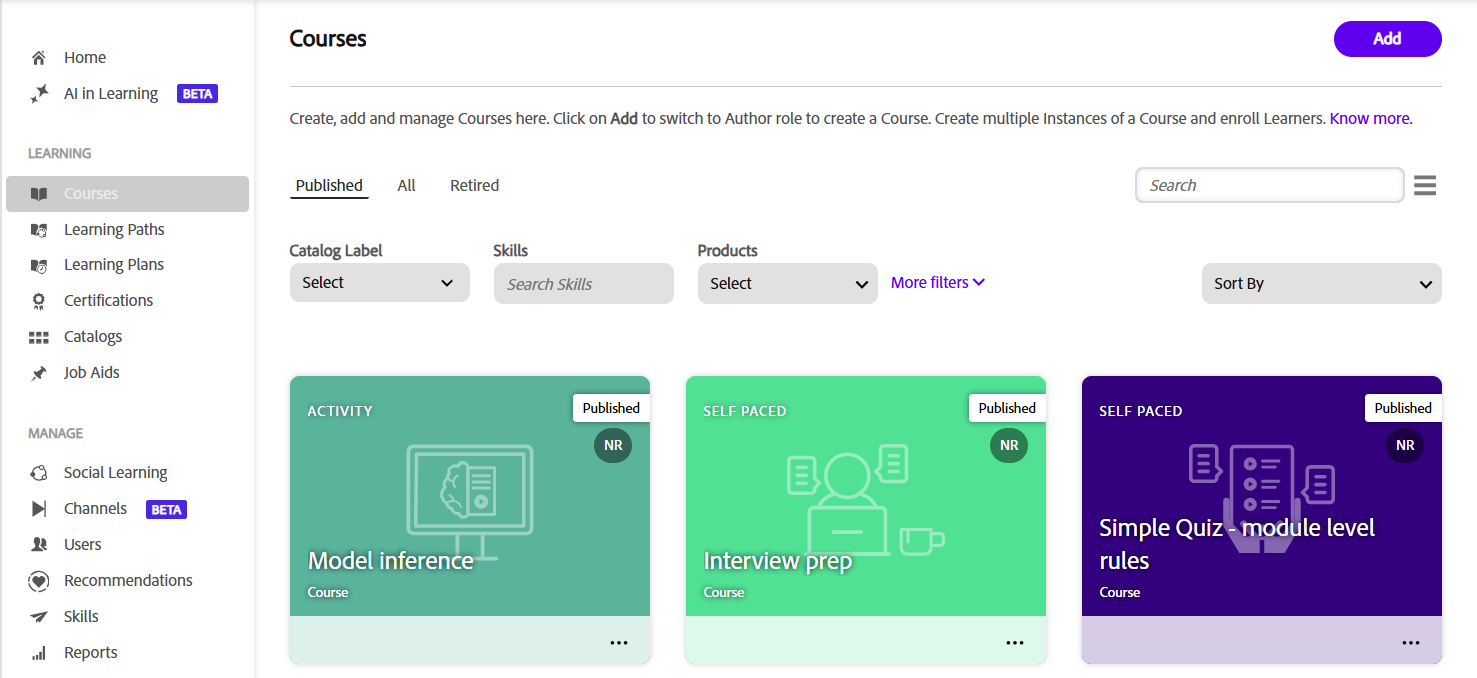 Home
AI in Learning BETA
LEARNING
Courses
Learning Paths
Learning Plans
Certifications
Catalogs
Job Aids
MANAGE
Social Learning
Channels BETA
Users
Recommendations
Skills
Reports
Courses
Add
Create, add and manage Courses here. Click on Add to switch to Author role to create a Course. Create multiple Instances of a Course and enroll Learners. Know more.
Published All Retired
Search
Catalog Label Skills Products
Select Search Skills Select More filters Sort By
ACTIVITY
Published
NR
Model inference
Course
...
SELF PACED
Published
NR
Interview prep
Course
...
SELF PACED
Published
NR
Simple Quiz - module level
rules
Course
...